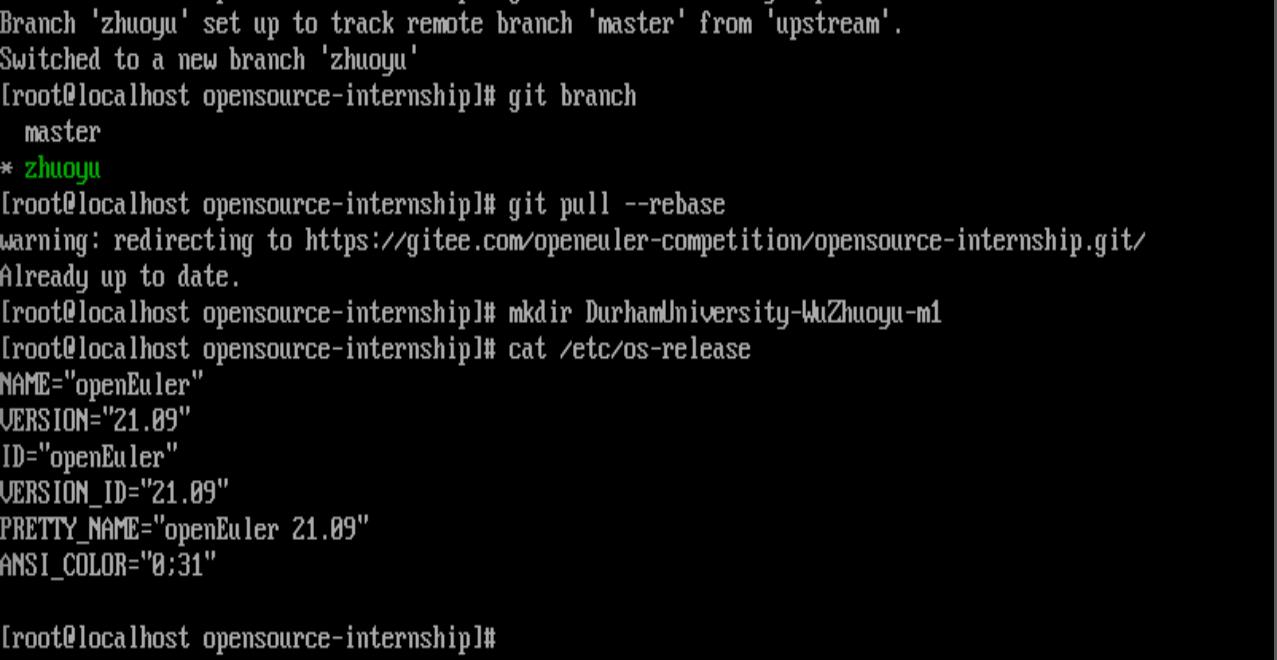 Branch 'zhuoyu' set up to track remote branch 'master' from 'upstream'.
Switched to a new branch 'zhuoyu'
[root@localhost opensource-internship]# git branch
  master
* zhuoyu
[root@localhost opensource-internship]# git pull --rebase
warning: redirecting to https://gitee.com/openeuler-competition/opensource-internship.git/
Already up to date.
[root@localhost opensource-internship]# mkdir DurhamUniversity-WuZhuoyu-m1
[root@localhost opensource-internship]# cat /etc/os-release
NAME="openEuler"
VERSION="21.09"
ID="openEuler"
VERSION_ID="21.09"
PRETTY_NAME="openEuler 21.09"
ANSI_COLOR="0;31"
[root@localhost opensource-internship]#